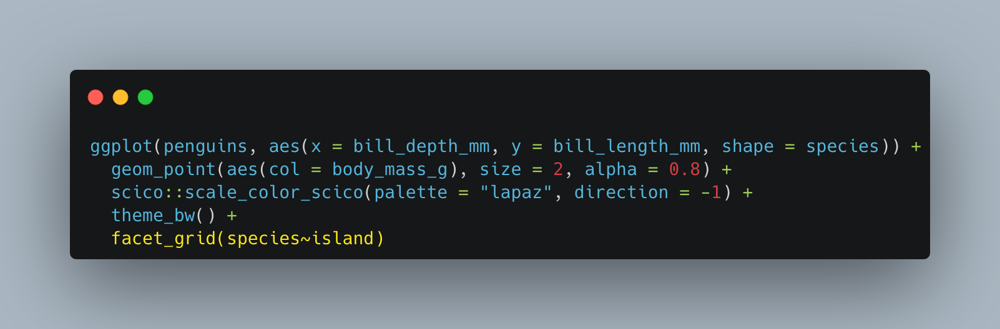 ggplot(penguins, aes(x = bill_depth_mm, y = bill_length_mm, shape = species)) +
  geom_point(aes(col = body_mass_g), size = 2, alpha = 0.8) +
  scico::scale_color_scico(palette = "lapaz", direction = -1) +
  theme_bw() +
  facet_grid(species~island)